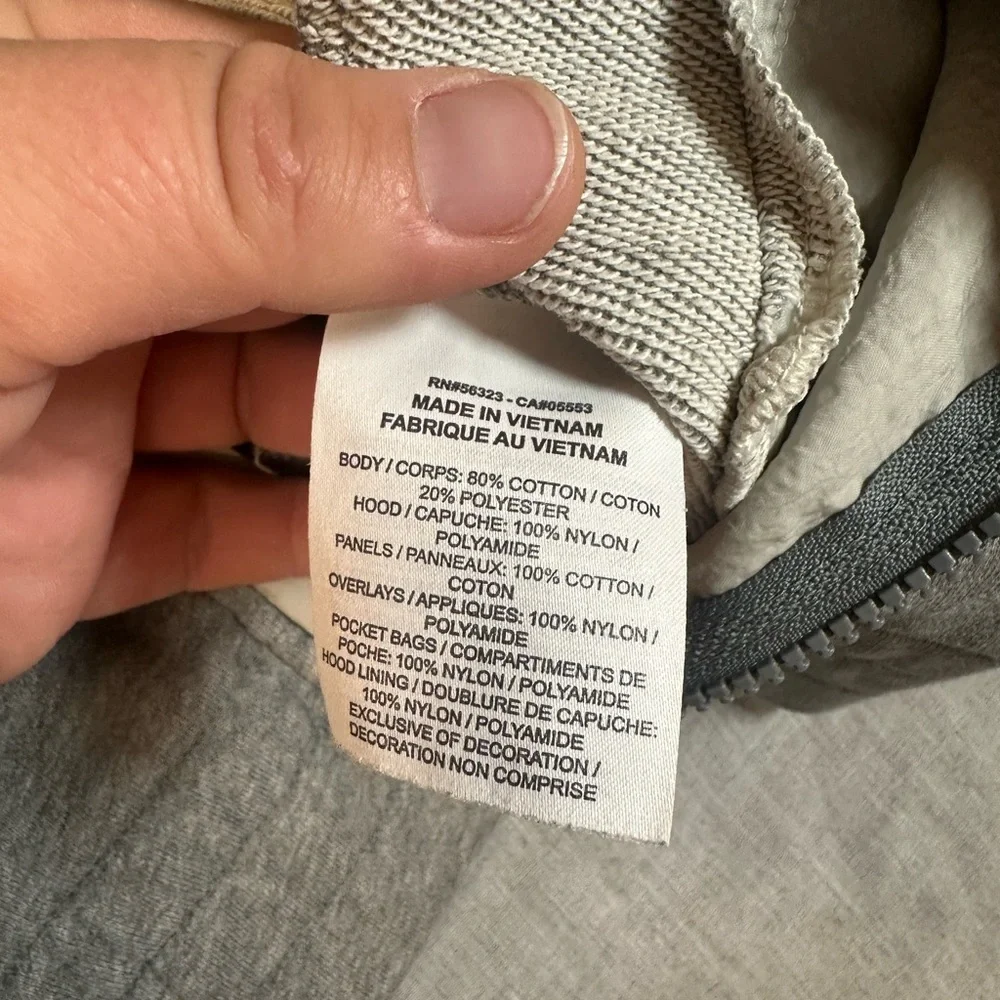 RN#56323 - CA#05553
MADE IN VIETNAM
FABRIQUE AU VIETNAM
BODY / CORPS: 80% COTTON / COTON
20% POLYESTER
HOOD / CAPUCHE: 100% NYLON /
POLYAMIDE
PANELS / PANNEAUX: 100% COTTON /
COTON
OVERLAYS / APPLIQUES: 100% NYLON /
POLYAMIDE
POCKET BAGS / COMPARTIMENTS DE
POCHE: 100% NYLON / POLYAMIDE
HOOD LINING / DOUBLURE DE CAPUCHE:
100% NYLON / POLYAMIDE
EXCLUSIVE OF DECORATION /
DECORATION NON COMPRISE